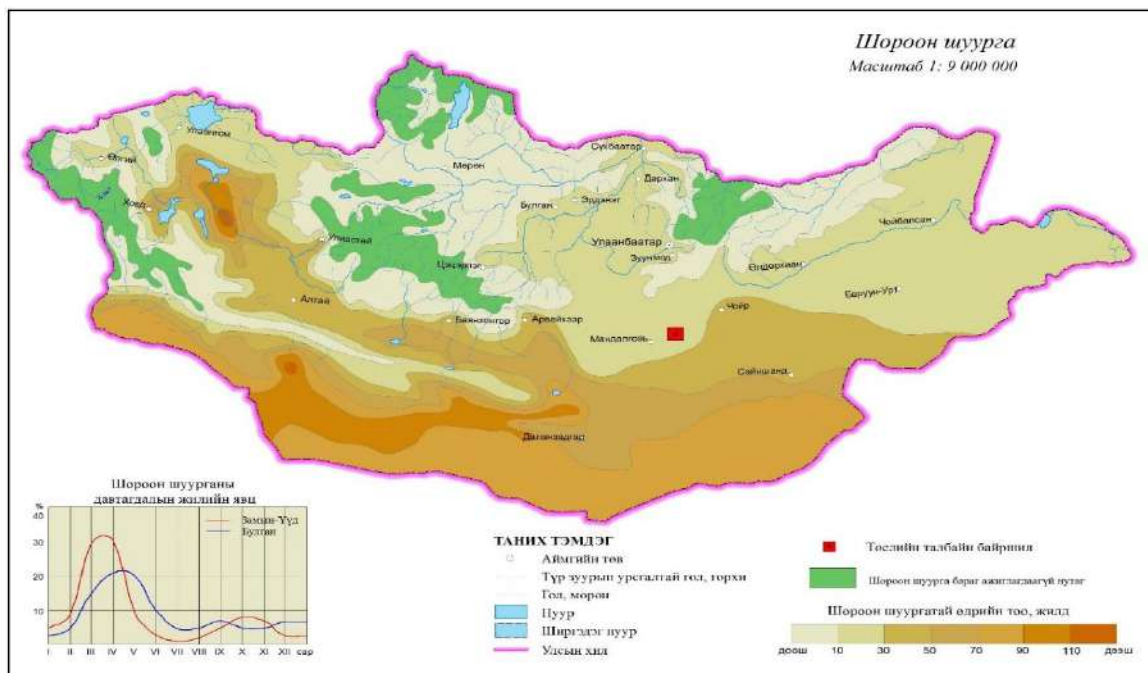 Шороон шуурга
Масштаб 1: 9 000 000
Улаангом
Өлгий
Ховд
Мөрөн
Сүхбаатар
Дархан
Булган
Эрдэнэт
Улиастай
Цэцэрлэг
Улаанбаатар
Зуунмод
Чойбалсан
Өндөрхаан
Баруун-Урт
Алтай
Баянхонгор
Арвайхээр
Чойр
Мандалговь
Сайншанд
Даланзадгад
Шороон шуурганы
давтагдалын жилийн явц
%
40
30
20
10
Замын-Үүд
Булган
I II III IV V VI VII VIII IX X XI XII сар
ТАНИХ ТЭМДЭГ
Аймгийн төв
Түр зуурын урсгалтай гол, горхи
Гол, мөрөн
Нуур
Ширгэдэг нуур
Улсын хил
Төслийн талбайн байршил
Шороон шуурга бараг ажиглагдаагүй нутаг
Шороон шуургатай өдрийн тоо, жилд
доош 10 30 50 70 90 110 дээш